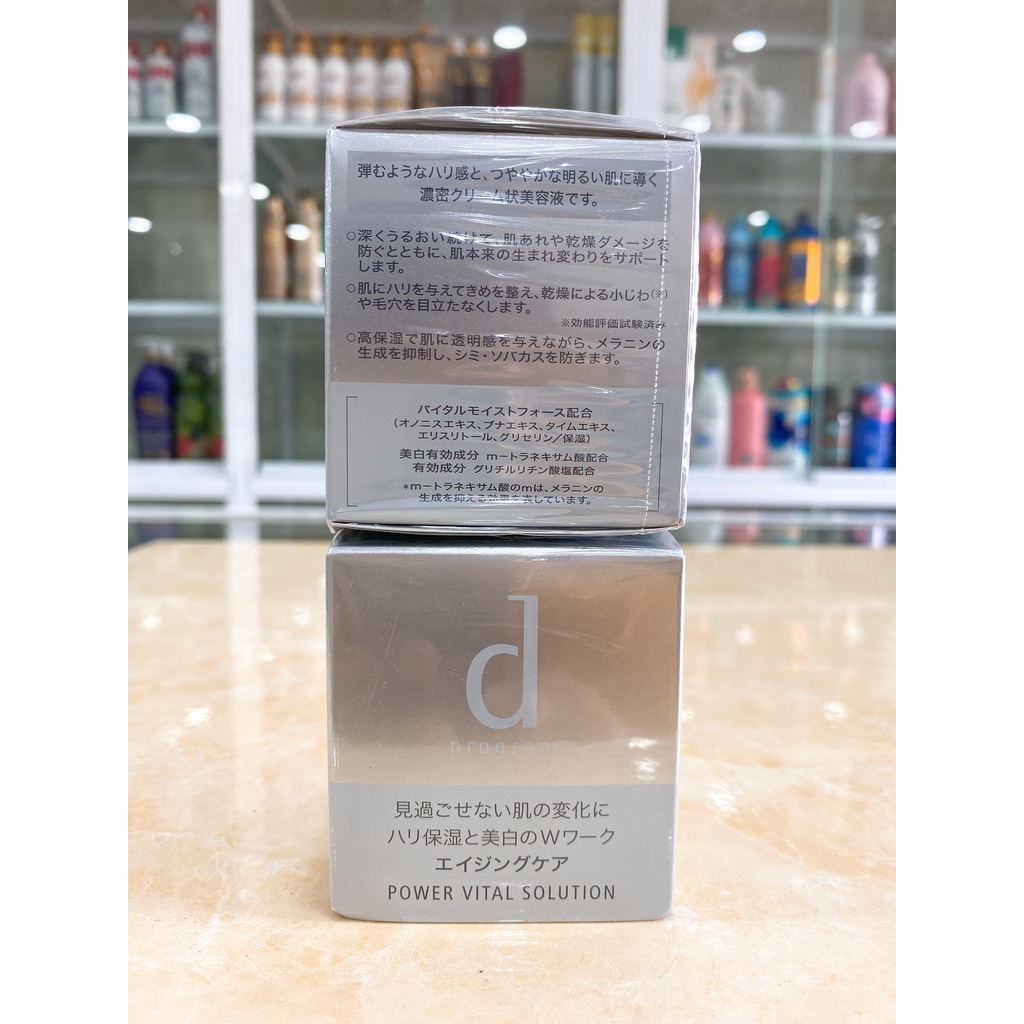 弾むようなハリ感と、つややかな明るい肌に導く
濃密クリーム状美容液です。
○深くうるおい続けて、肌あれや乾燥ダメージを
防ぐとともに、肌本来の生まれ変わりをサポート
します。
○肌にハリを与えてきめを整え、乾燥による小じわ(※)
や毛穴を目立たなくします。
※効能評価試験済み
○高保湿で肌に透明感を与えながら、メラニンの
生成を抑制し、シミ・ソバカスを防ぎます。
バイタルモイストフォース配合
(オノニスエキス、ブナエキス、タイムエキス、
エリスリトール、グリセリン/保湿)
美白有効成分 m－トラネキサム酸配合
有効成分 グリチルリチン酸塩配合
*m－トラネキサム酸のmは、メラニンの
生成を抑える効果を表しています。
d
program
見過ごせない肌の変化に
ハリ保湿と美白のWワーク
エイジングケア
POWER VITAL SOLUTION